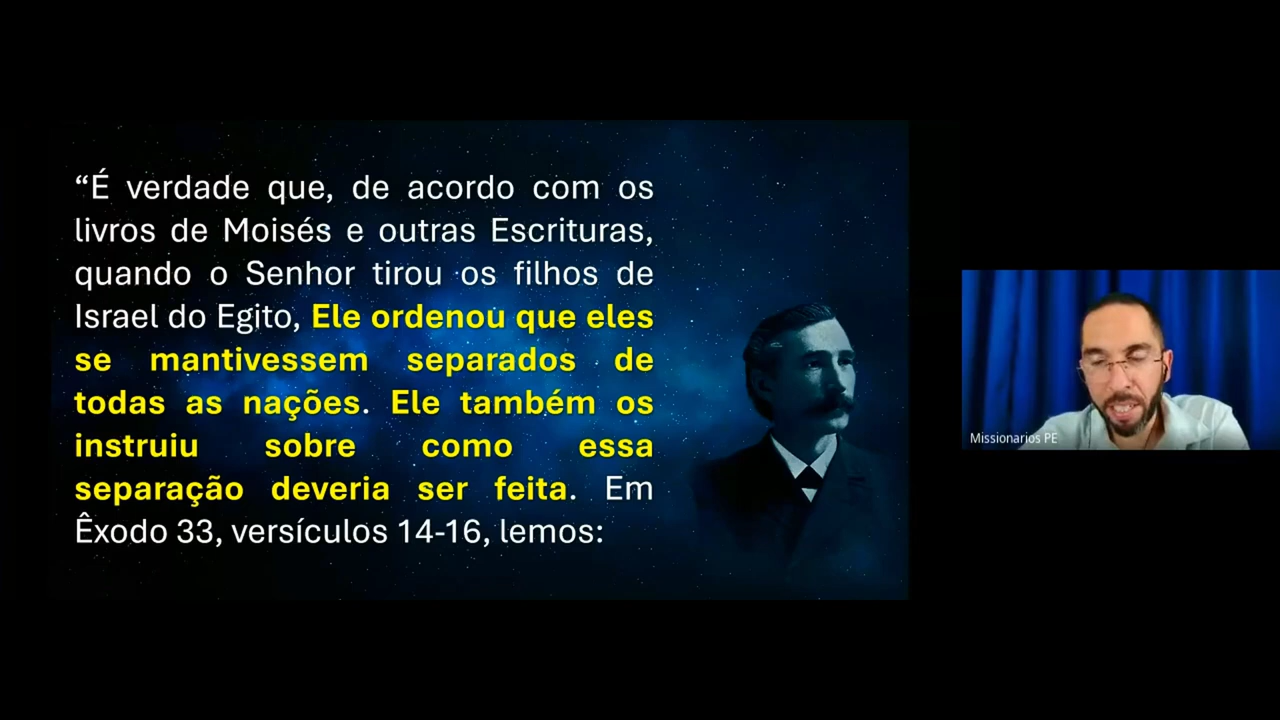 “É verdade que, de acordo com os
livros de Moisés e outras Escrituras,
quando o Senhor tirou os filhos de
Israel do Egito, Ele ordenou que eles
se mantivessem separados de
todas as nações. Ele também os
instruiu sobre como essa
separação deveria ser feita. Em
Êxodo 33, versículos 14-16, lemos:
Missionarios PE